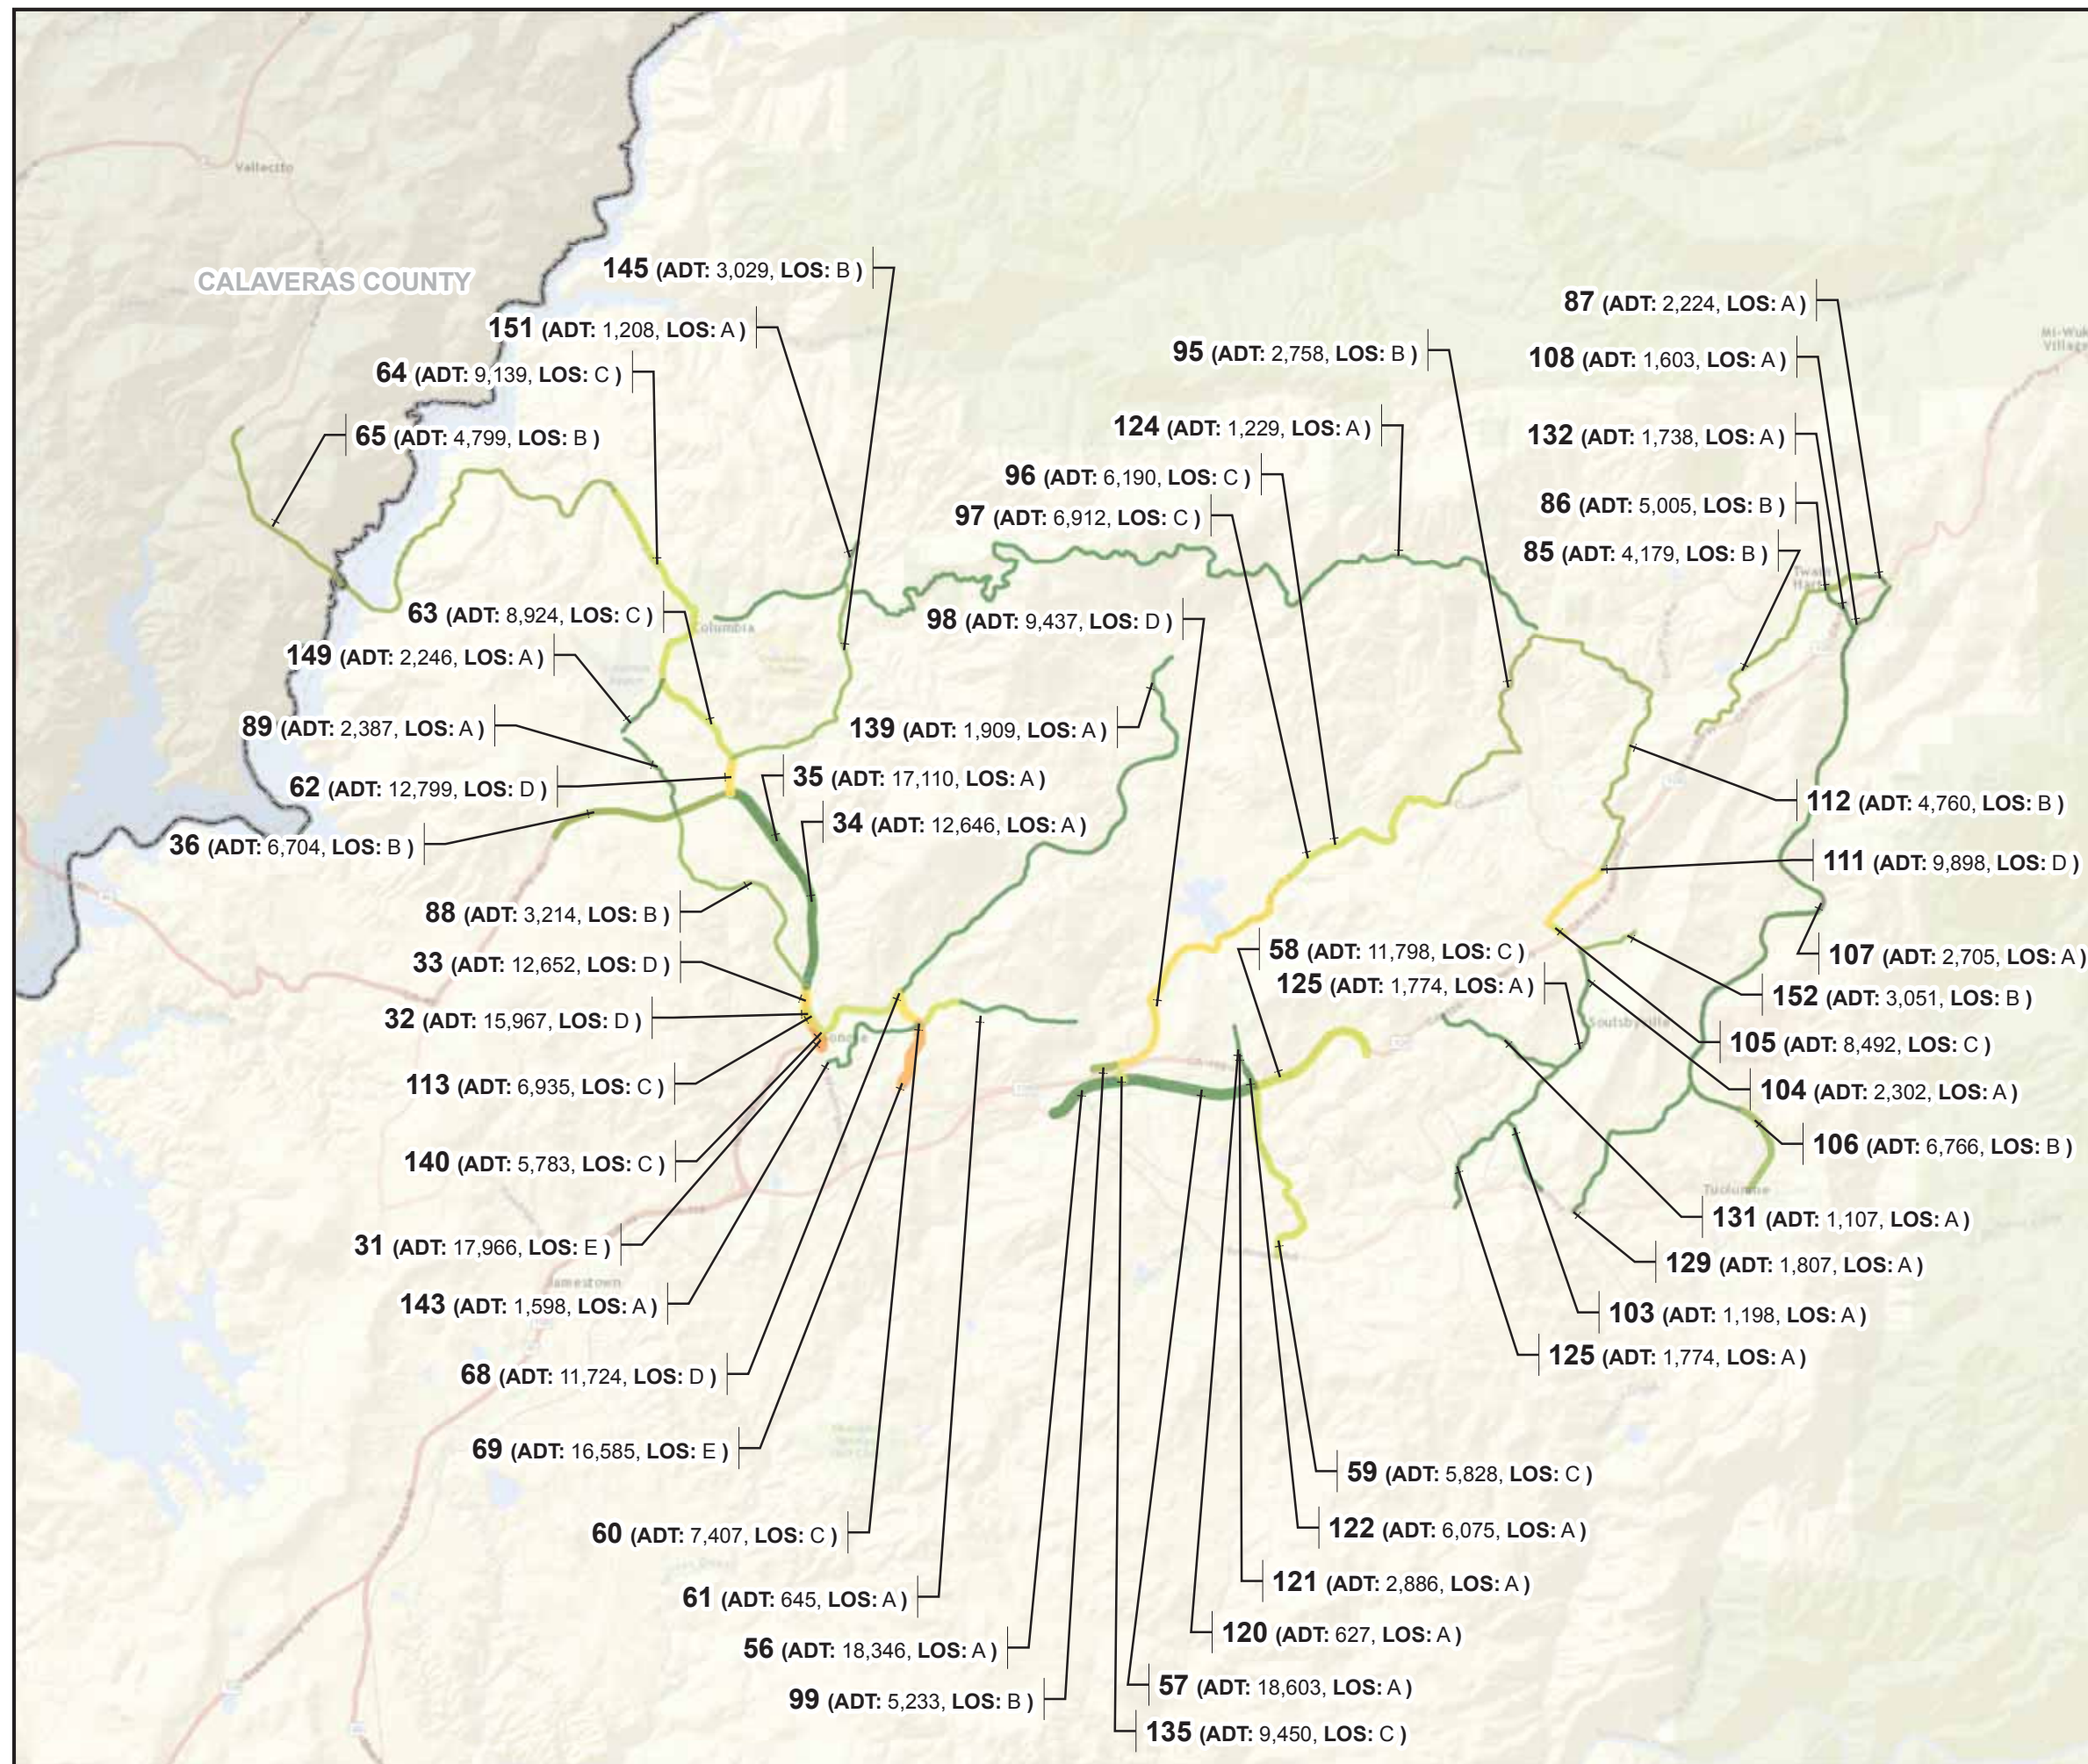 Vallecito
CALAVERAS COUNTY
145 (ADT: 3,029, LOS: B )
87 (ADT: 2,224, LOS: A )
151 (ADT: 1,208, LOS: A )
Mi-Wuk
Village
95 (ADT: 2,758, LOS: B )
108 (ADT: 1,603, LOS: A )
64 (ADT: 9,139, LOS: C )
65 (ADT: 4,799, LOS: B )
124 (ADT: 1,229, LOS: A )
132 (ADT: 1,738, LOS: A )
96 (ADT: 6,190, LOS: C )
86 (ADT: 5,005, LOS: B )
97 (ADT: 6,912, LOS: C )
85 (ADT: 4,179, LOS: B )
Twain
Harte
63 (ADT: 8,924, LOS: C )
98 (ADT: 9,437, LOS: D )
Columbia
149 (ADT: 2,246, LOS: A )
89 (ADT: 2,387, LOS: A )
139 (ADT: 1,909, LOS: A )
62 (ADT: 12,799, LOS: D )
35 (ADT: 17,110, LOS: A )
112 (ADT: 4,760, LOS: B )
34 (ADT: 12,646, LOS: A )
36 (ADT: 6,704, LOS: B )
111 (ADT: 9,898, LOS: D )
88 (ADT: 3,214, LOS: B )
58 (ADT: 11,798, LOS: C )
107 (ADT: 2,705, LOS: A )
33 (ADT: 12,652, LOS: D )
125 (ADT: 1,774, LOS: A )
152 (ADT: 3,051, LOS: B )
32 (ADT: 15,967, LOS: D )
Soulsbyville
105 (ADT: 8,492, LOS: C )
113 (ADT: 6,935, LOS: C )
104 (ADT: 2,302, LOS: A )
106 (ADT: 6,766, LOS: B )
140 (ADT: 5,783, LOS: C )
Tuolumne
131 (ADT: 1,107, LOS: A )
31 (ADT: 17,966, LOS: E )
129 (ADT: 1,807, LOS: A )
Jamestown
143 (ADT: 1,598, LOS: A )
103 (ADT: 1,198, LOS: A )
125 (ADT: 1,774, LOS: A )
68 (ADT: 11,724, LOS: D )
69 (ADT: 16,585, LOS: E )
59 (ADT: 5,828, LOS: C )
60 (ADT: 7,407, LOS: C )
122 (ADT: 6,075, LOS: A )
121 (ADT: 2,886, LOS: A )
61 (ADT: 645, LOS: A )
120 (ADT: 627, LOS: A )
56 (ADT: 18,346, LOS: A )
57 (ADT: 18,603, LOS: A )
99 (ADT: 5,233, LOS: B )
135 (ADT: 9,450, LOS: C )